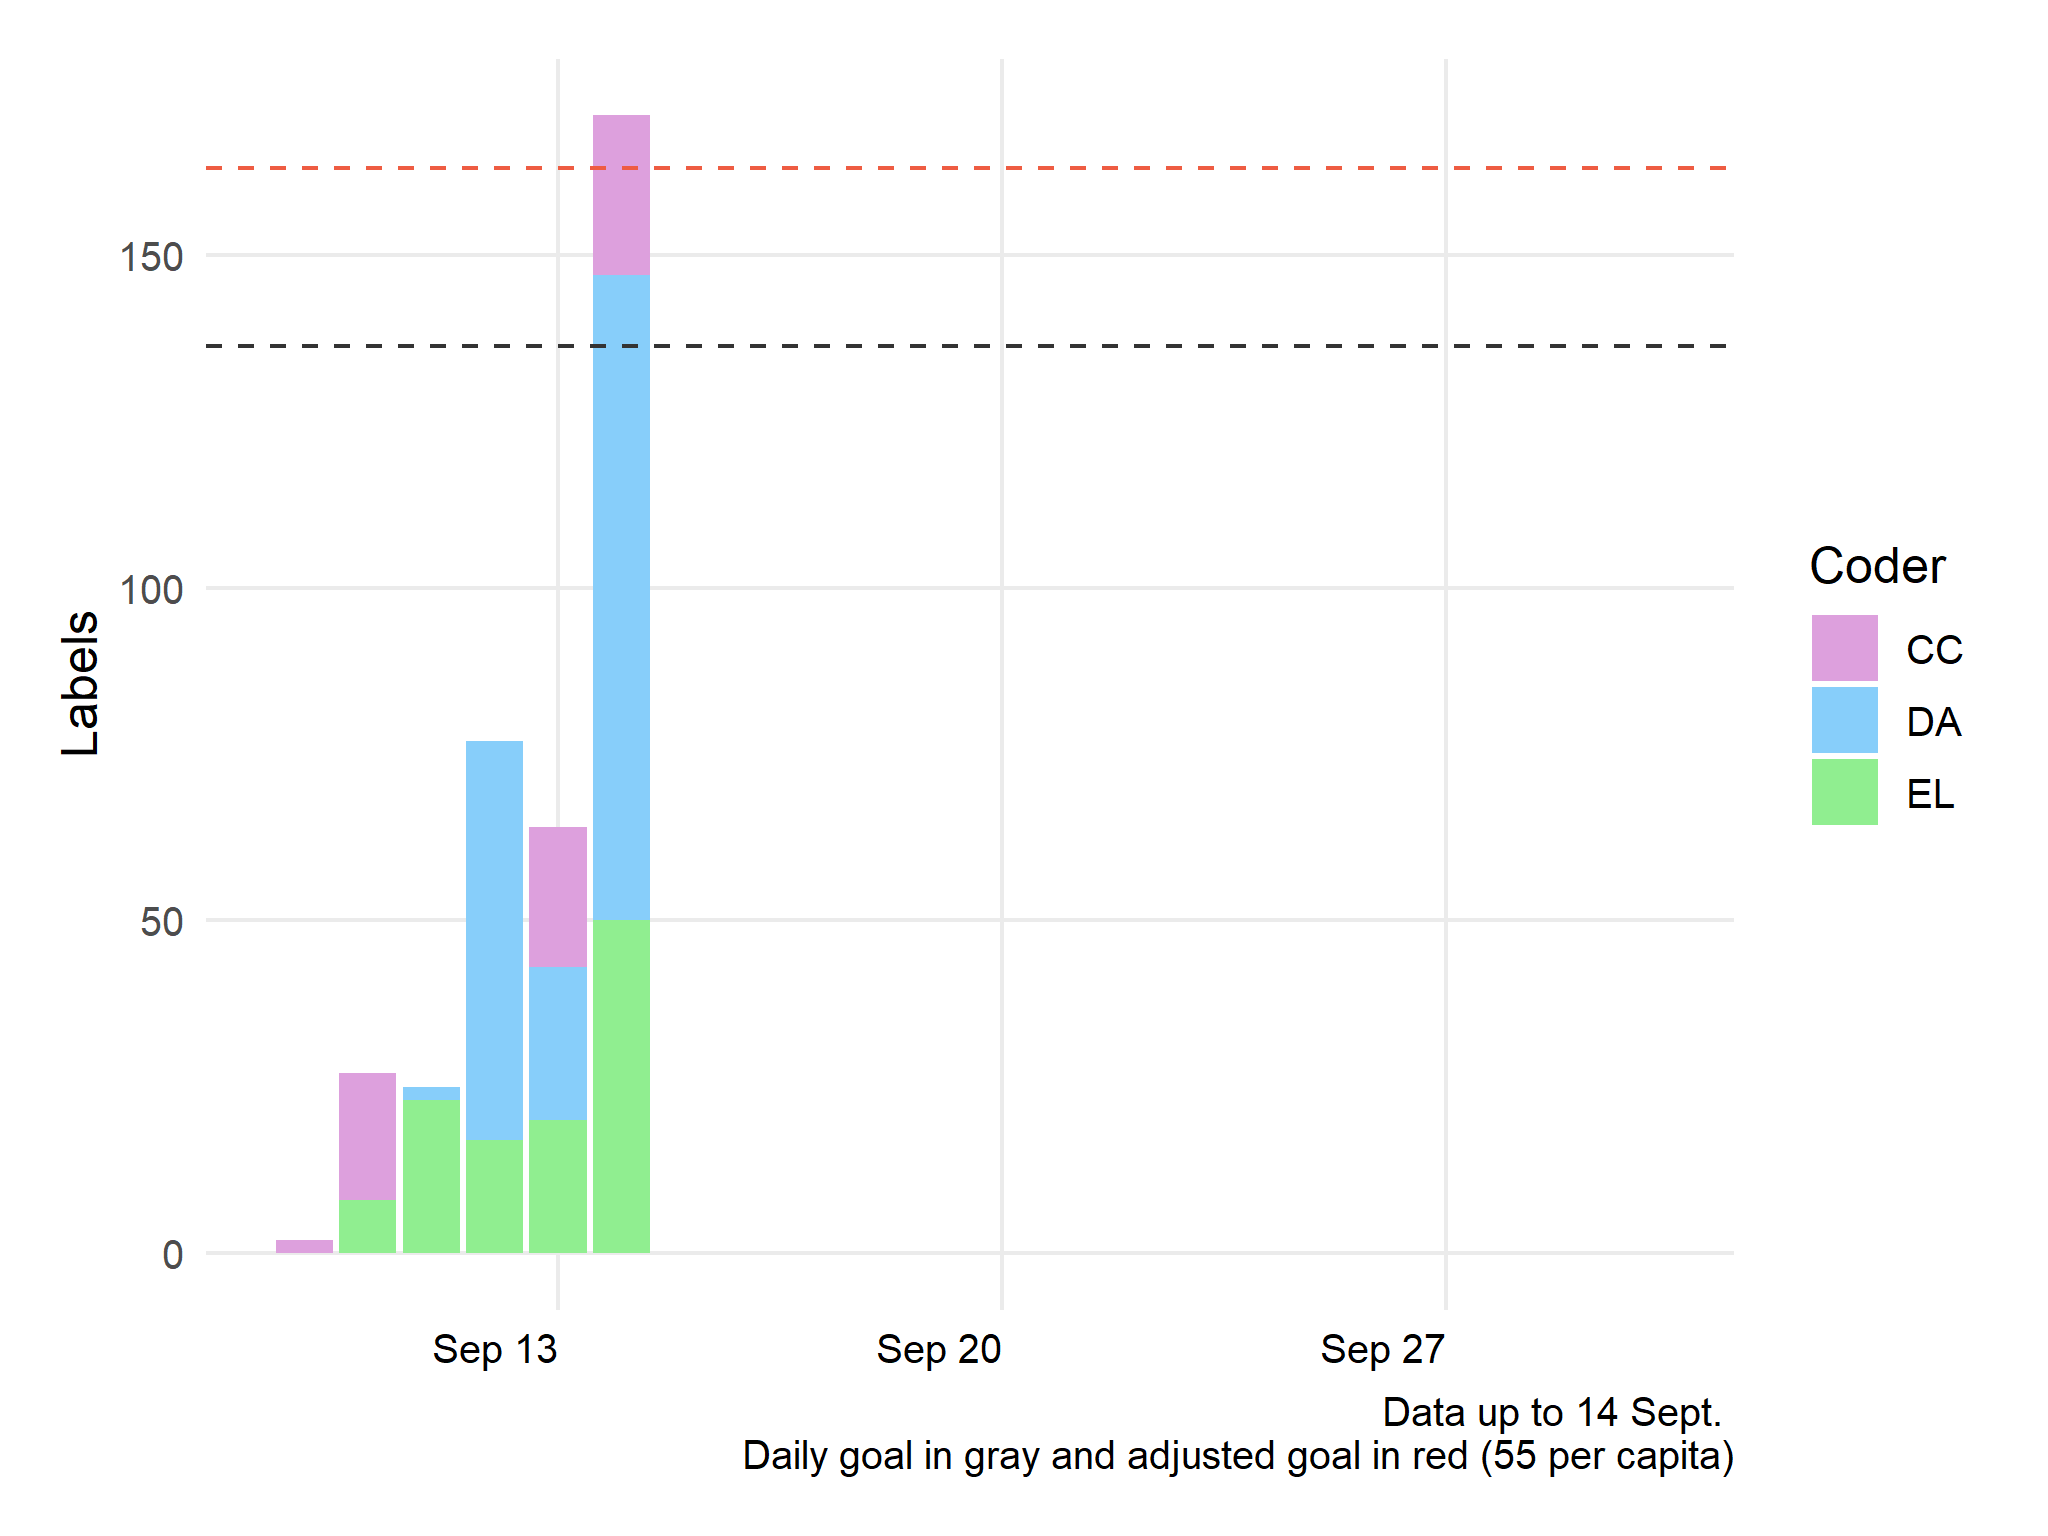 150
100
50
0
Labels
Sep 13
Sep 20
Sep 27
Coder
CC
DA
EL
Data up to 14 Sept.
Daily goal in gray and adjusted goal in red (55 per capita)